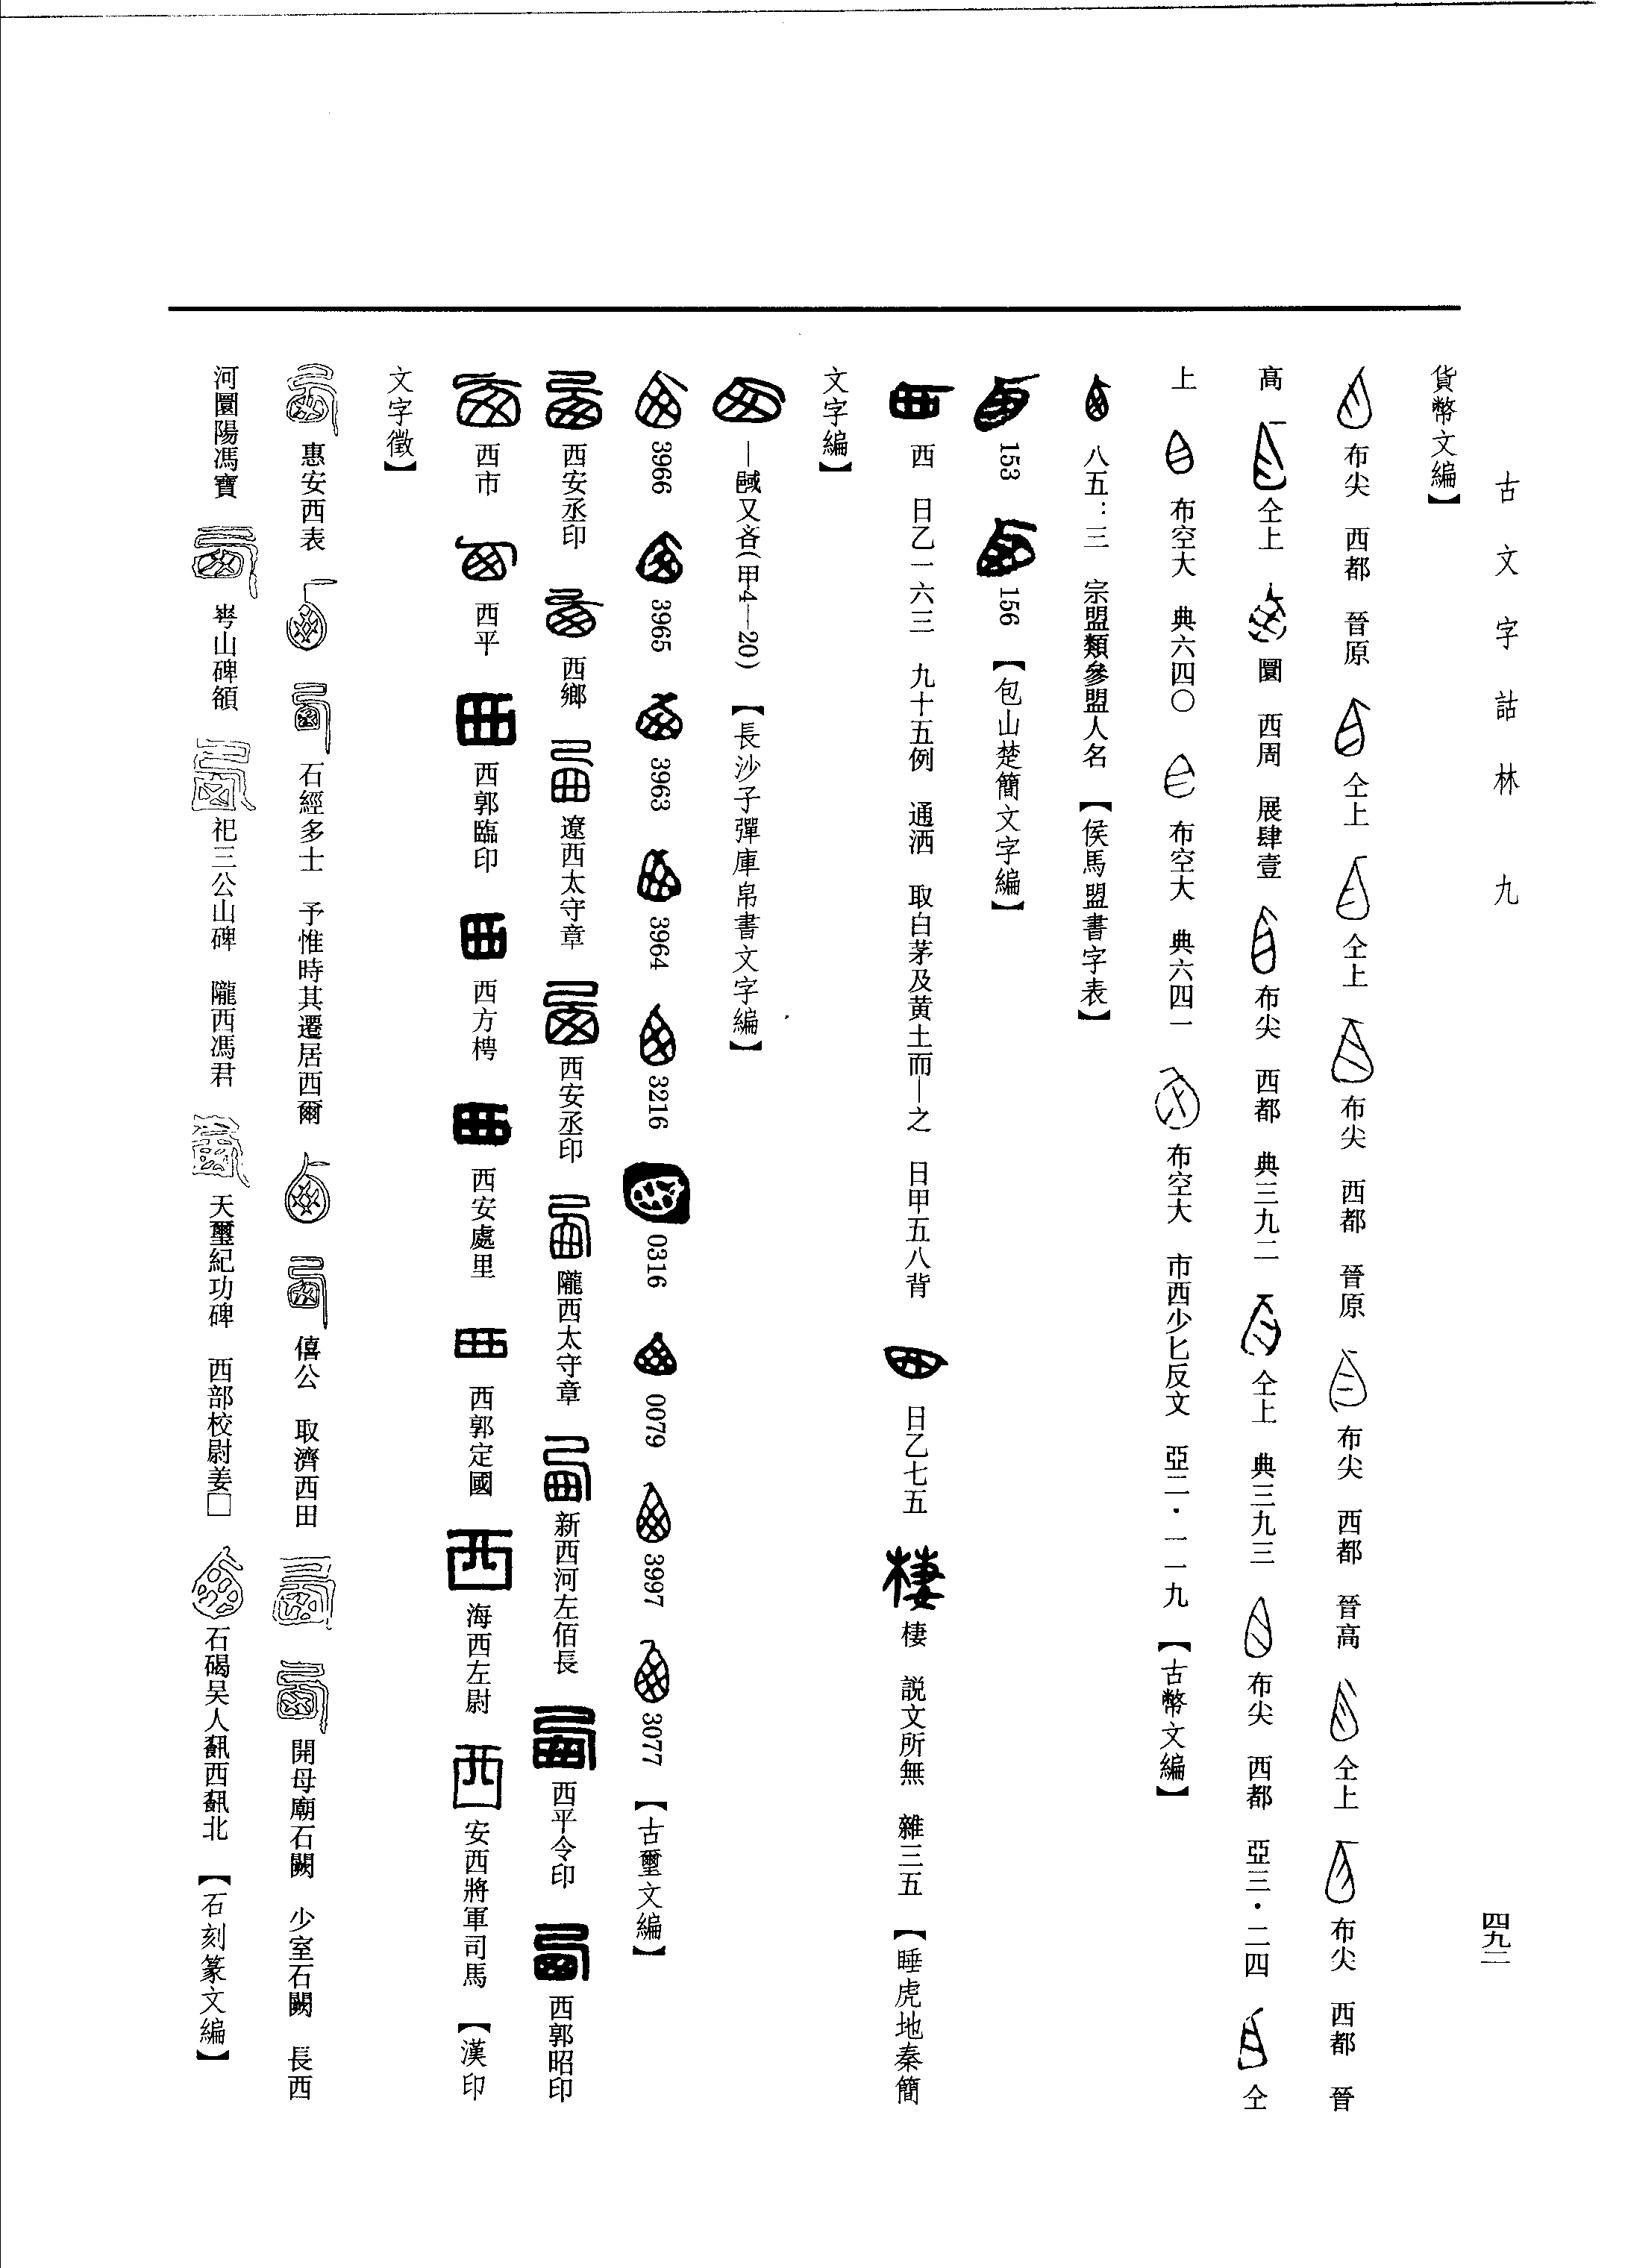 古文字詁林 九
四九二
貨幣文編】
布尖 西都 晉原 仝上 仝上 布尖 西都 晉原 布尖 西都 晉高 仝上 布尖 西都 晉
高 仝上 圜 西周 展肆壹 布尖 西都 典三九二 仝上 典三九三 布尖 西都 亞三·二四 仝
上 布空大 典六四〇 布空大 典六四一 布空大 市西少匕反文 亞二·一一九 【古幣文編】
八五:三 宗盟類參盟人名 【侯馬盟書字表】
153 156 【包山楚簡文字編】
西 日乙一六三 九十五例 通洒 取白茅及黄土而—之 日甲五八背 日乙七五 棲 棲 説文所無 雜三五 【睡虎地秦簡
文字編】
—又吝(甲4—20) 【長沙子彈庫帛書文字編】
3966 3965 3963 3964 3216 0316 0079 3997 3077 【古璽文編】
西安丞印 西鄉 遼西太守章 西安丞印 隴西太守章 新西河左佰長 西平令印 西郭昭印
西市 西平 西郭臨印 西方樗 西安處里 西郭定國 西 海西左尉 西 安西將軍司馬 【漢印
文字徵】
惠安西表 石經多士 予惟時其遷居西爾 僖公 取濟西田 開母廟石闕 少室石闕 長西
河圜陽馮寶 山碑額 祀三公山碑 隴西馮君 天璽紀功碑 西部校尉姜□ 石碣吴人 西北 【石刻篆文編】